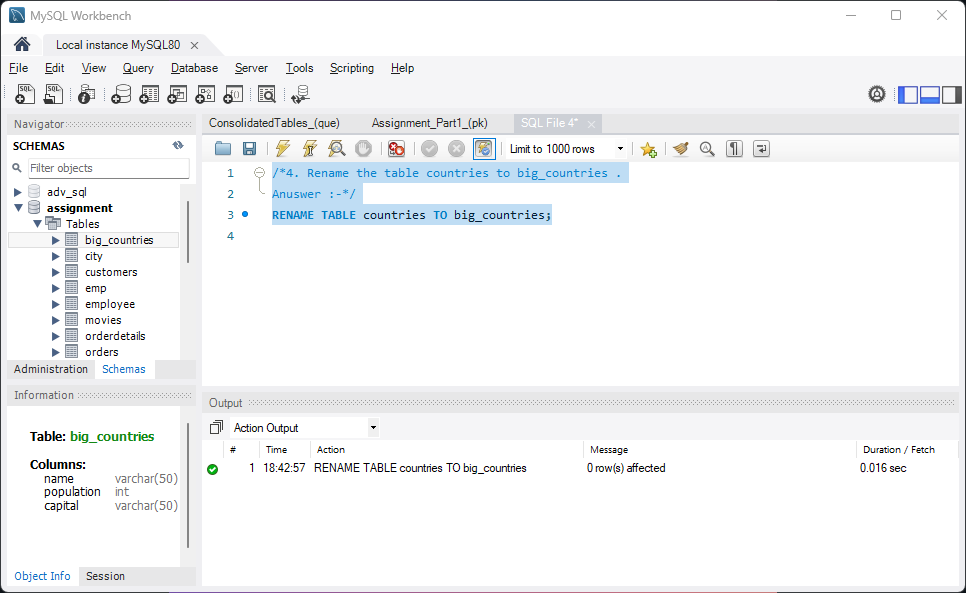 MySQL Workbench
Local instance MySQL80
File Edit View Query Database Server Tools Scripting Help
SQL SQL
Navigator
SCHEMAS
Filter objects
adv_sql
assignment
Tables
big_countries
city
customers
emp
employee
movies
orderdetails
orders
Administration Schemas
Information
Table: big_countries
Columns:
name varchar(50)
population int
capital varchar(50)
Object Info Session
ConsolidatedTables_(que) Assignment_Part1_(pk) SQL File 4*
Limit to 1000 rows
1 /*4. Rename the table countries to big_countries .
2 Anuswer :-*/
3 RENAME TABLE countries TO big_countries;
4
Output
Action Output
# Time Action Message Duration / Fetch
1 18:42:57 RENAME TABLE countries TO big_countries 0 row(s) affected 0.016 sec